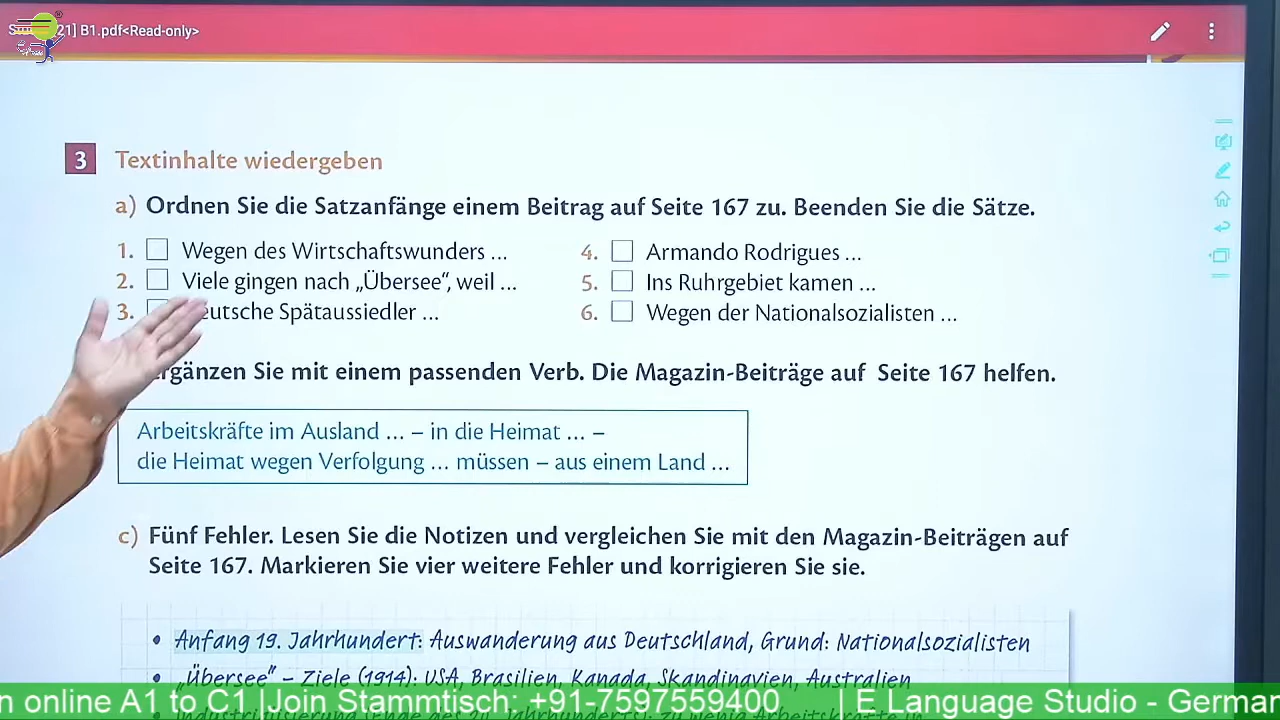 21] B1.pdf<Read-only>
3 Textinhalte wiedergeben
a) Ordnen Sie die Satzanfänge einem Beitrag auf Seite 167 zu. Beenden Sie die Sätze.
1. Wegen des Wirtschaftswunders ...
2. Viele gingen nach „Übersee“, weil ...
3. eutsche Spätaussiedler ...
4. Armando Rodrigues ...
5. Ins Ruhrgebiet kamen ...
6. Wegen der Nationalsozialisten ...
rgänzen Sie mit einem passenden Verb. Die Magazin-Beiträge auf Seite 167 helfen.
Arbeitskräfte im Ausland ... – in die Heimat ... –
die Heimat wegen Verfolgung ... müssen – aus einem Land ...
c) Fünf Fehler. Lesen Sie die Notizen und vergleichen Sie mit den Magazin-Beiträgen auf
Seite 167. Markieren Sie vier weitere Fehler und korrigieren Sie sie.
• Anfang 19. Jahrhundert: Auswanderung aus Deutschland, Grund: Nationalsozialisten
• „Übersee“ – Ziele (1914): USA, Brasilien, Kanada, Skandinavien, Australien
n online A1 to C1 | Join Stammtisch: +91-7597559400 | E Language Studio - German